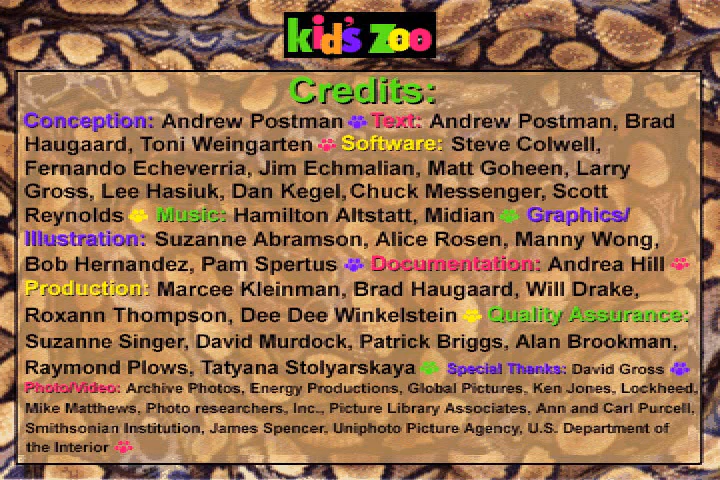 kid's Zoo
Credits:
Conception: Andrew Postman Text: Andrew Postman, Brad
Haugaard, Toni Weingarten Software: Steve Colwell,
Fernando Echeverria, Jim Echmalian, Matt Goheen, Larry
Gross, Lee Hasiuk, Dan Kegel, Chuck Messenger, Scott
Reynolds Music: Hamilton Altstatt, Midian Graphics/
Illustration: Suzanne Abramson, Alice Rosen, Manny Wong,
Bob Hernandez, Pam Spertus Documentation: Andrea Hill
Production: Marcee Kleinman, Brad Haugaard, Will Drake,
Roxann Thompson, Dee Dee Winkelstein Quality Assurance:
Suzanne Singer, David Murdock, Patrick Briggs, Alan Brookman,
Raymond Plows, Tatyana Stolyarskaya Special Thanks: David Gross
Photo/Video: Archive Photos, Energy Productions, Global Pictures, Ken Jones, Lockheed,
Mike Matthews, Photo researchers, Inc., Picture Library Associates, Ann and Carl Purcell,
Smithsonian Institution, James Spencer, Uniphoto Picture Agency, U.S. Department of
the Interior